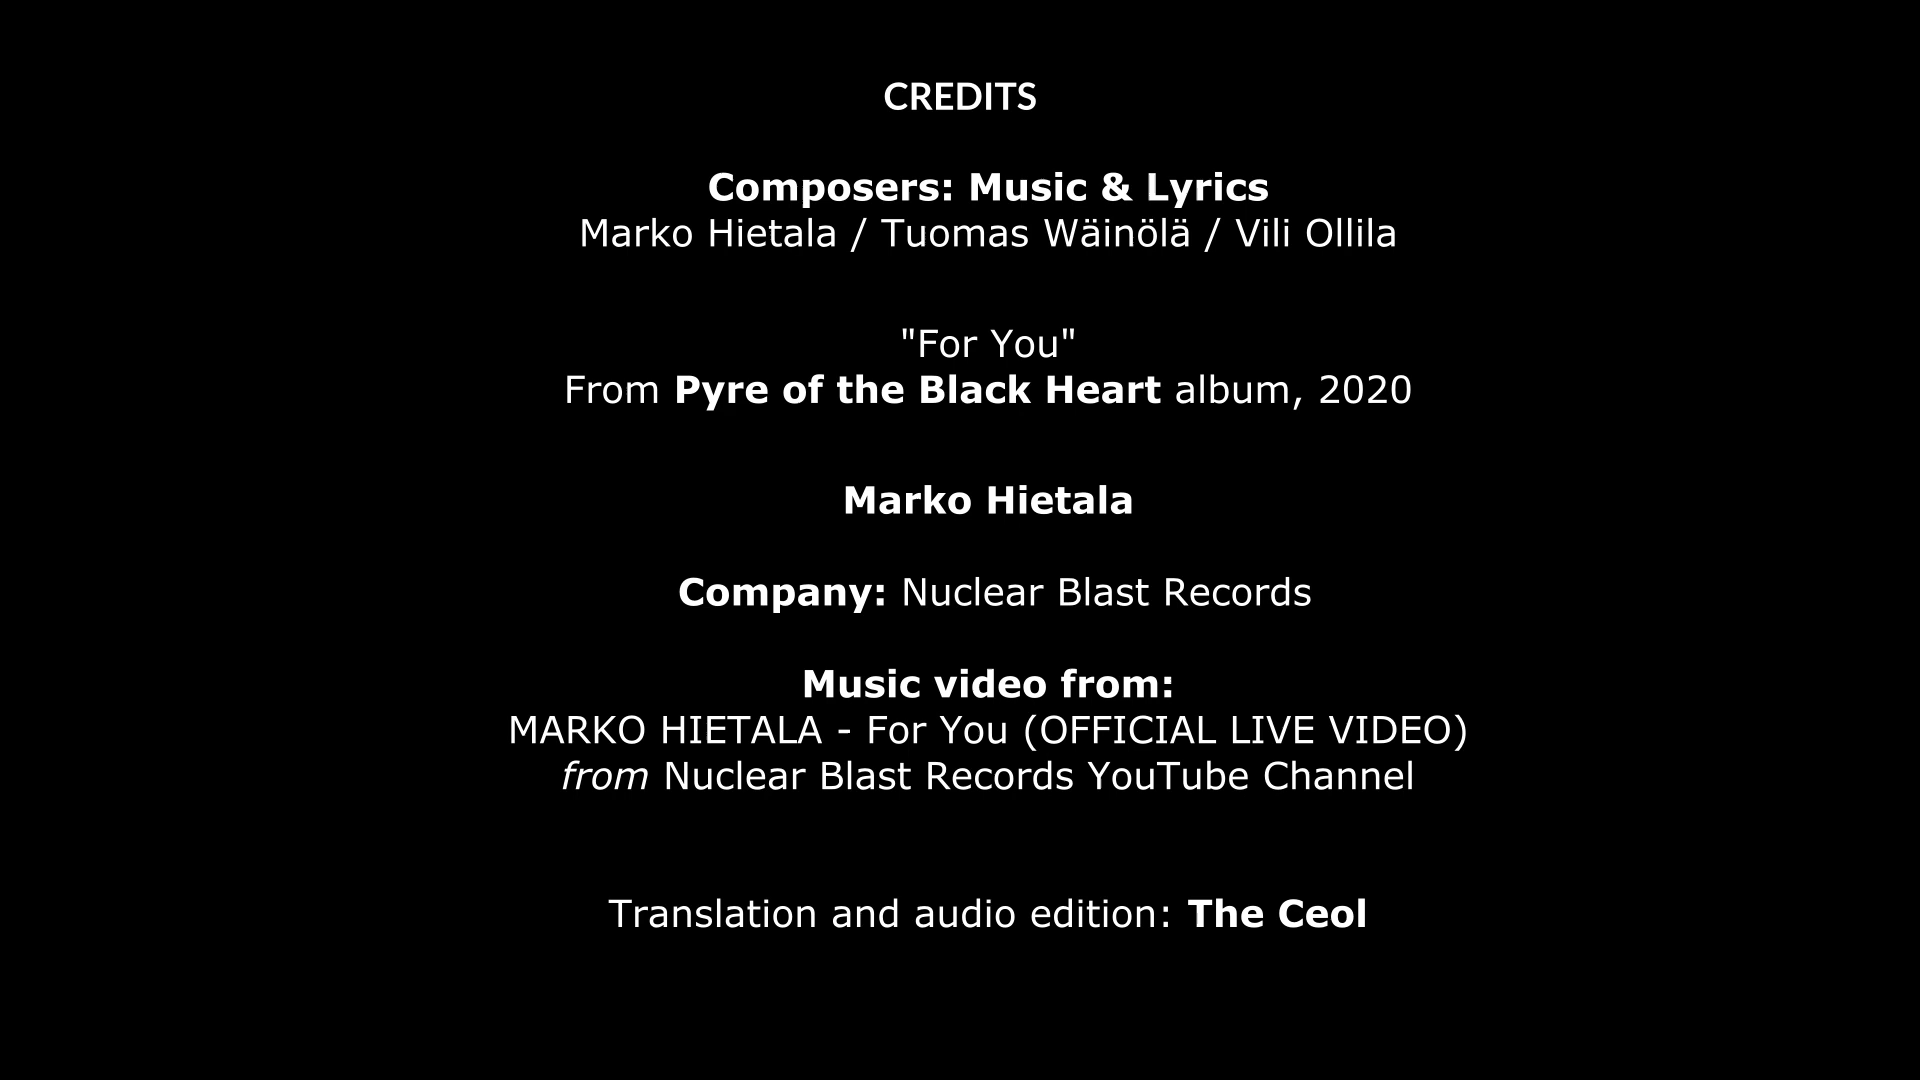 CREDITS
Composers: Music & Lyrics
Marko Hietala / Tuomas Wäinölä / Vili Ollila
"For You"
From Pyre of the Black Heart album, 2020
Marko Hietala
Company: Nuclear Blast Records
Music video from:
MARKO HIETALA - For You (OFFICIAL LIVE VIDEO)
from Nuclear Blast Records YouTube Channel
Translation and audio edition: The Ceol